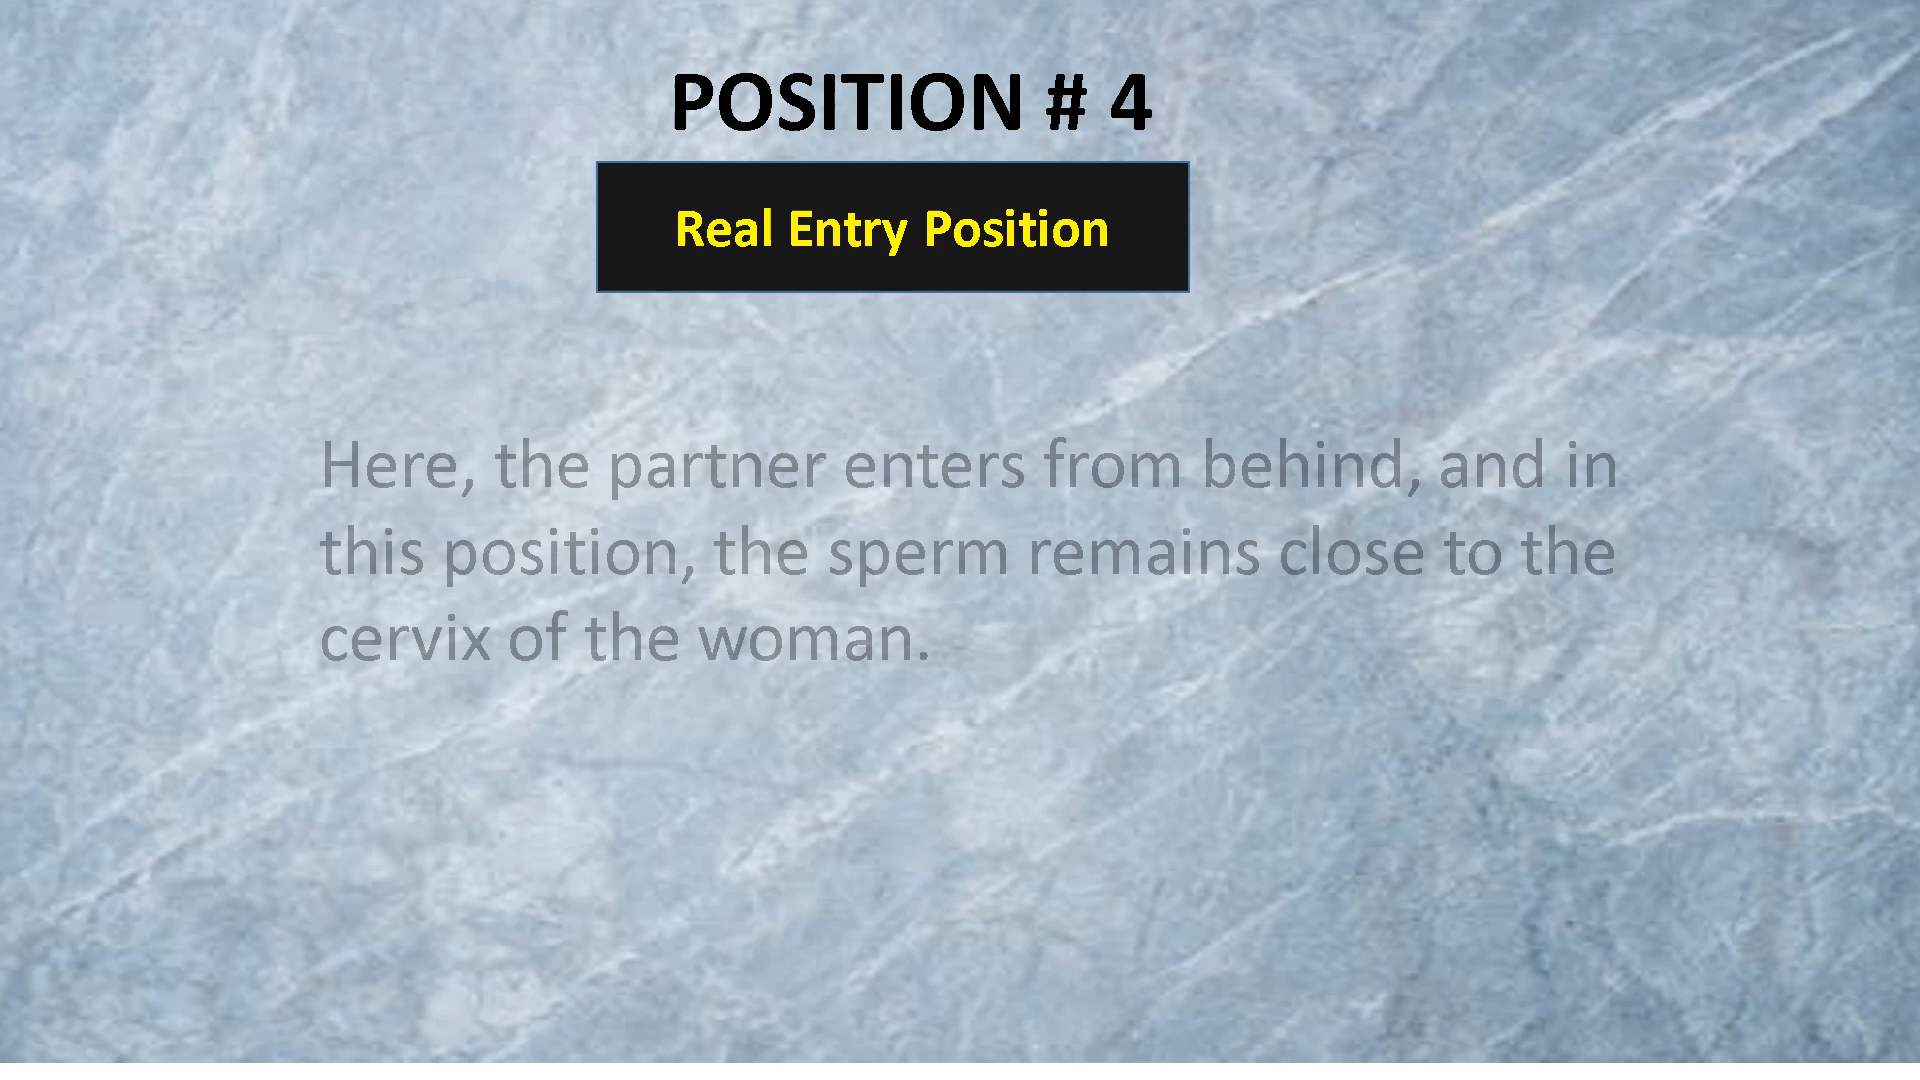 POSITION # 4
Real Entry Position
Here, the partner enters from behind, and in
this position, the sperm remains close to the
cervix of the woman.